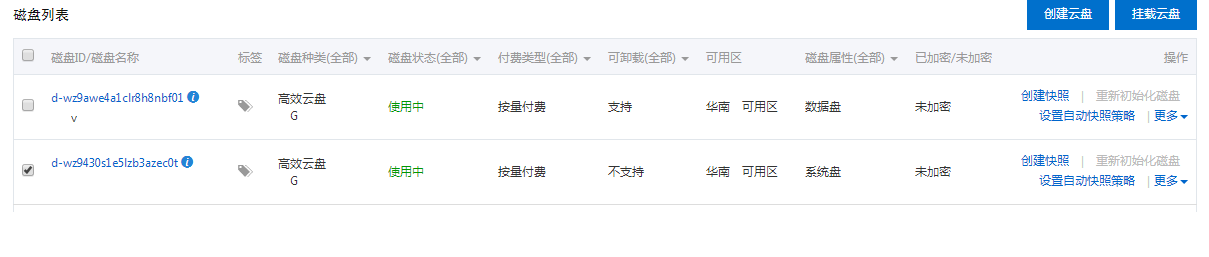 磁盘列表 创建云盘 挂载云盘
磁盘ID/磁盘名称 标签 磁盘种类(全部) 磁盘状态(全部) 付费类型(全部) 可卸载(全部) 可用区 磁盘属性(全部) 已加密/未加密 操作
d-wz9awe4a1clr8h8nbf01 高效云盘 使用中 按量付费 支持 华南 可用区 数据盘 未加密 创建快照 | 重新初始化磁盘
v G 设置自动快照策略 | 更多
d-wz9430s1e5lzb3azec0t 高效云盘 使用中 按量付费 不支持 华南 可用区 系统盘 未加密 创建快照 | 重新初始化磁盘
G 设置自动快照策略 | 更多